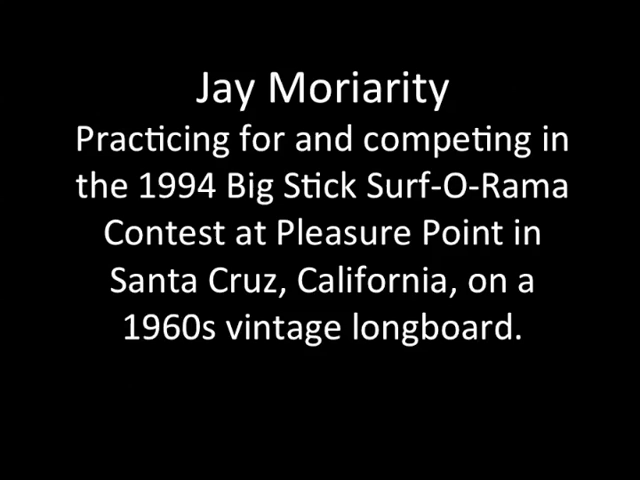 Jay Moriarity
Practicing for and competing in
the 1994 Big Stick Surf-O-Rama
Contest at Pleasure Point in
Santa Cruz, California, on a
1960s vintage longboard.